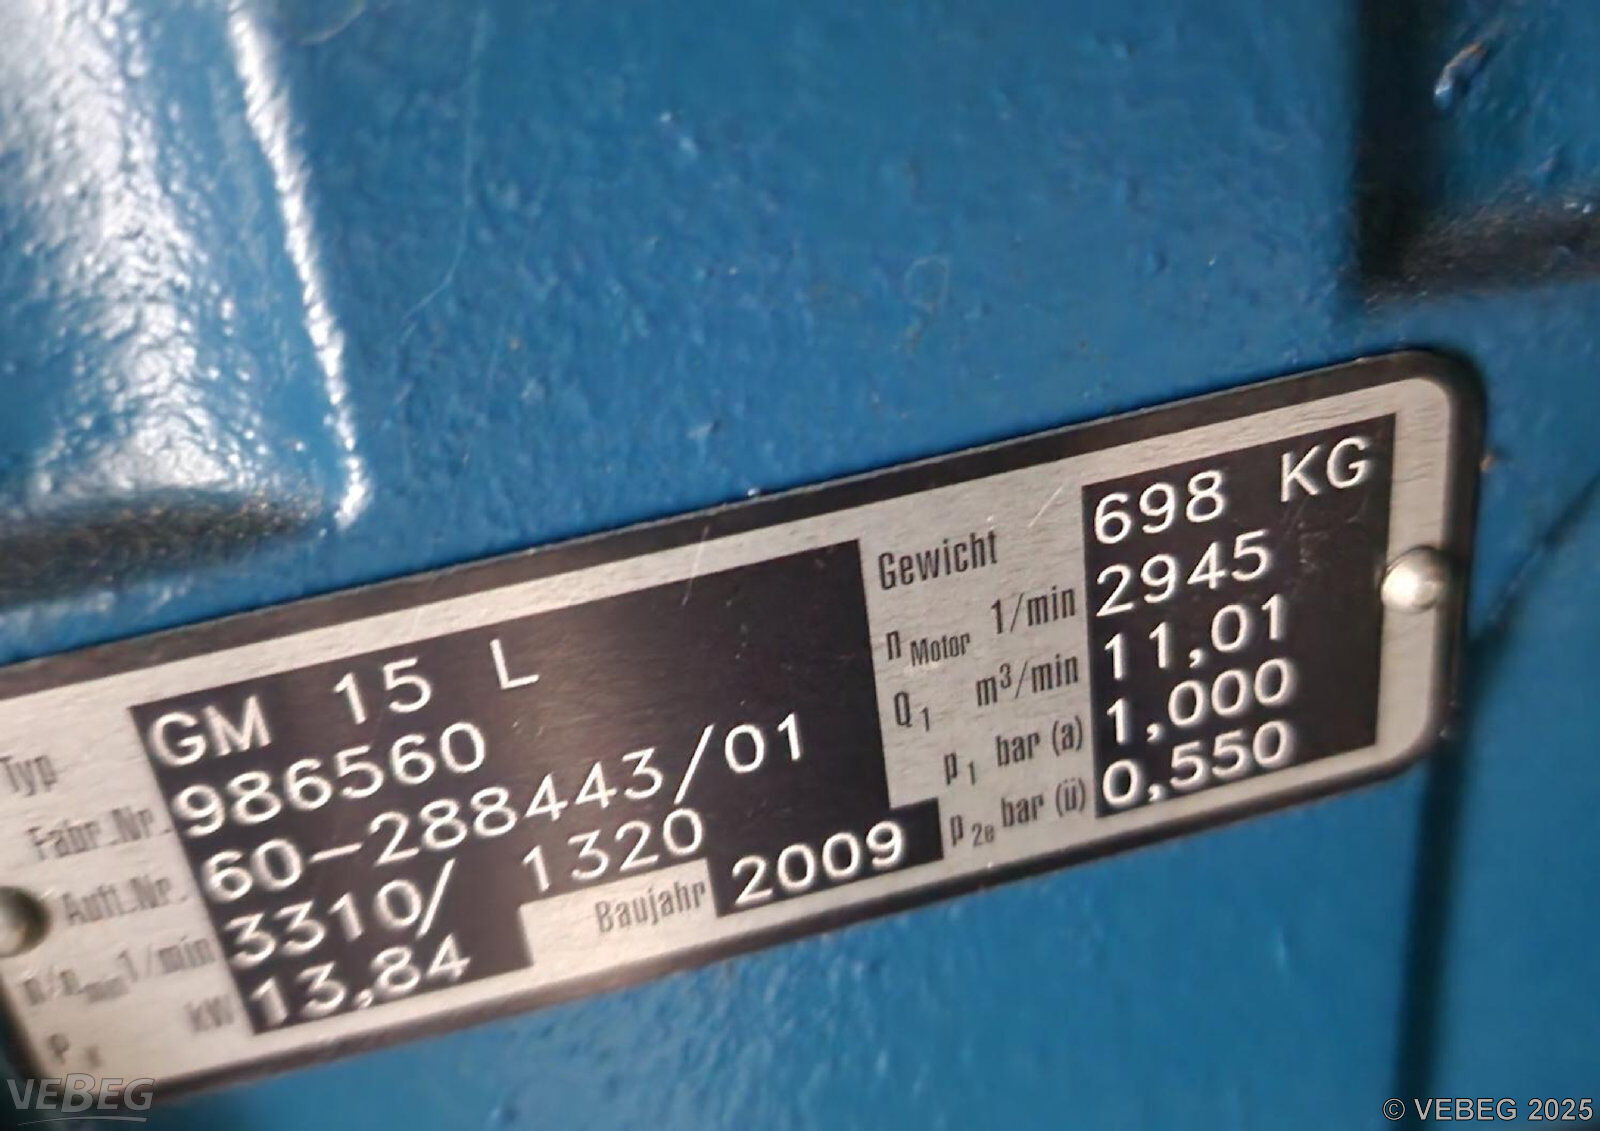 Typ GM 15 L
Fabr.Nr. 986560
Auft.Nr. 60-288443/01
n/n min 1/min 3310/ 1320
kW 13,84
Baujahr 2009
Gewicht 698 KG
n Motor 1/min 2945
Q1 m³/min 11,01
p1 bar (a) 1,000
p2e bar (ü) 0,550
VEBEG
© VEBEG 2025